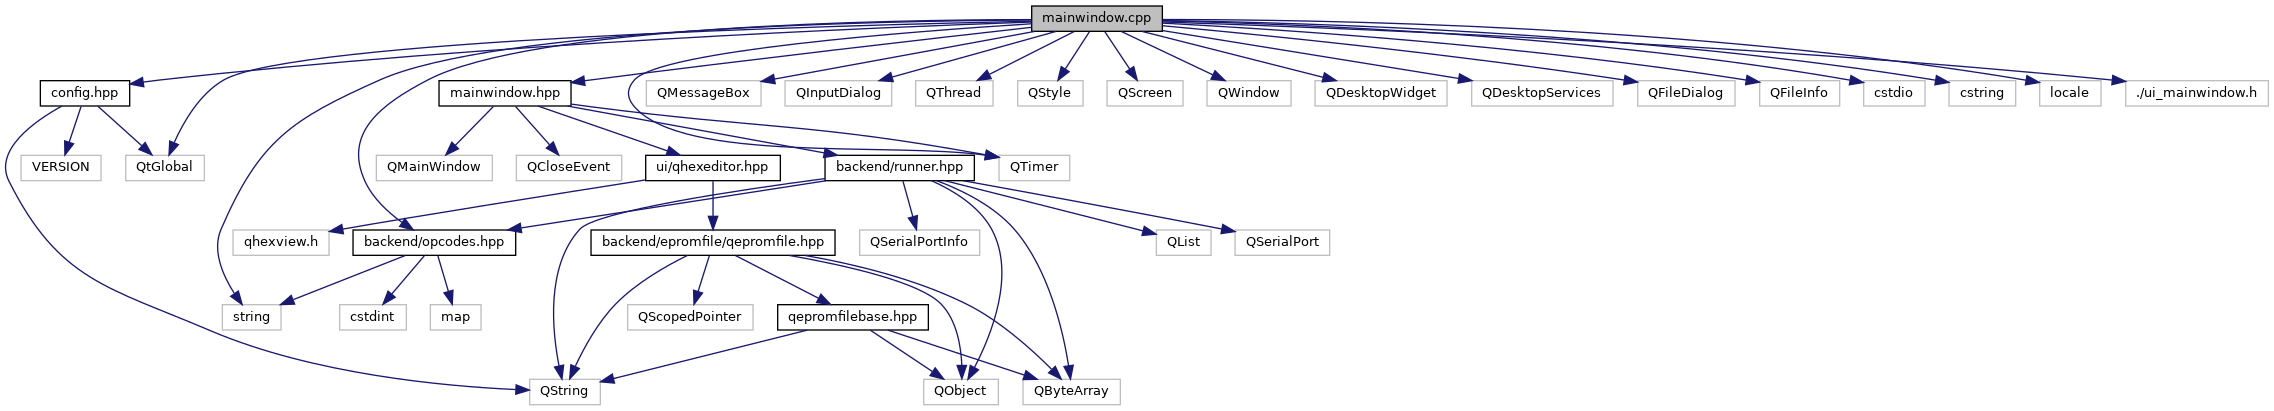 mainwindow.cpp
config.hpp
mainwindow.hpp
QMessageBox
QInputDialog
QThread
QStyle
QScreen
QWindow
QDesktopWidget
QDesktopServices
QFileDialog
QFileInfo
cstdio
cstring
locale
./ui_mainwindow.h
VERSION
QtGlobal
QMainWindow
QCloseEvent
ui/qhexeditor.hpp
backend/runner.hpp
QTimer
qhexview.h
backend/opcodes.hpp
backend/epromfile/qepromfile.hpp
QSerialPortInfo
QList
QSerialPort
string
cstdint
map
QScopedPointer
qepromfilebase.hpp
QString
QObject
QByteArray